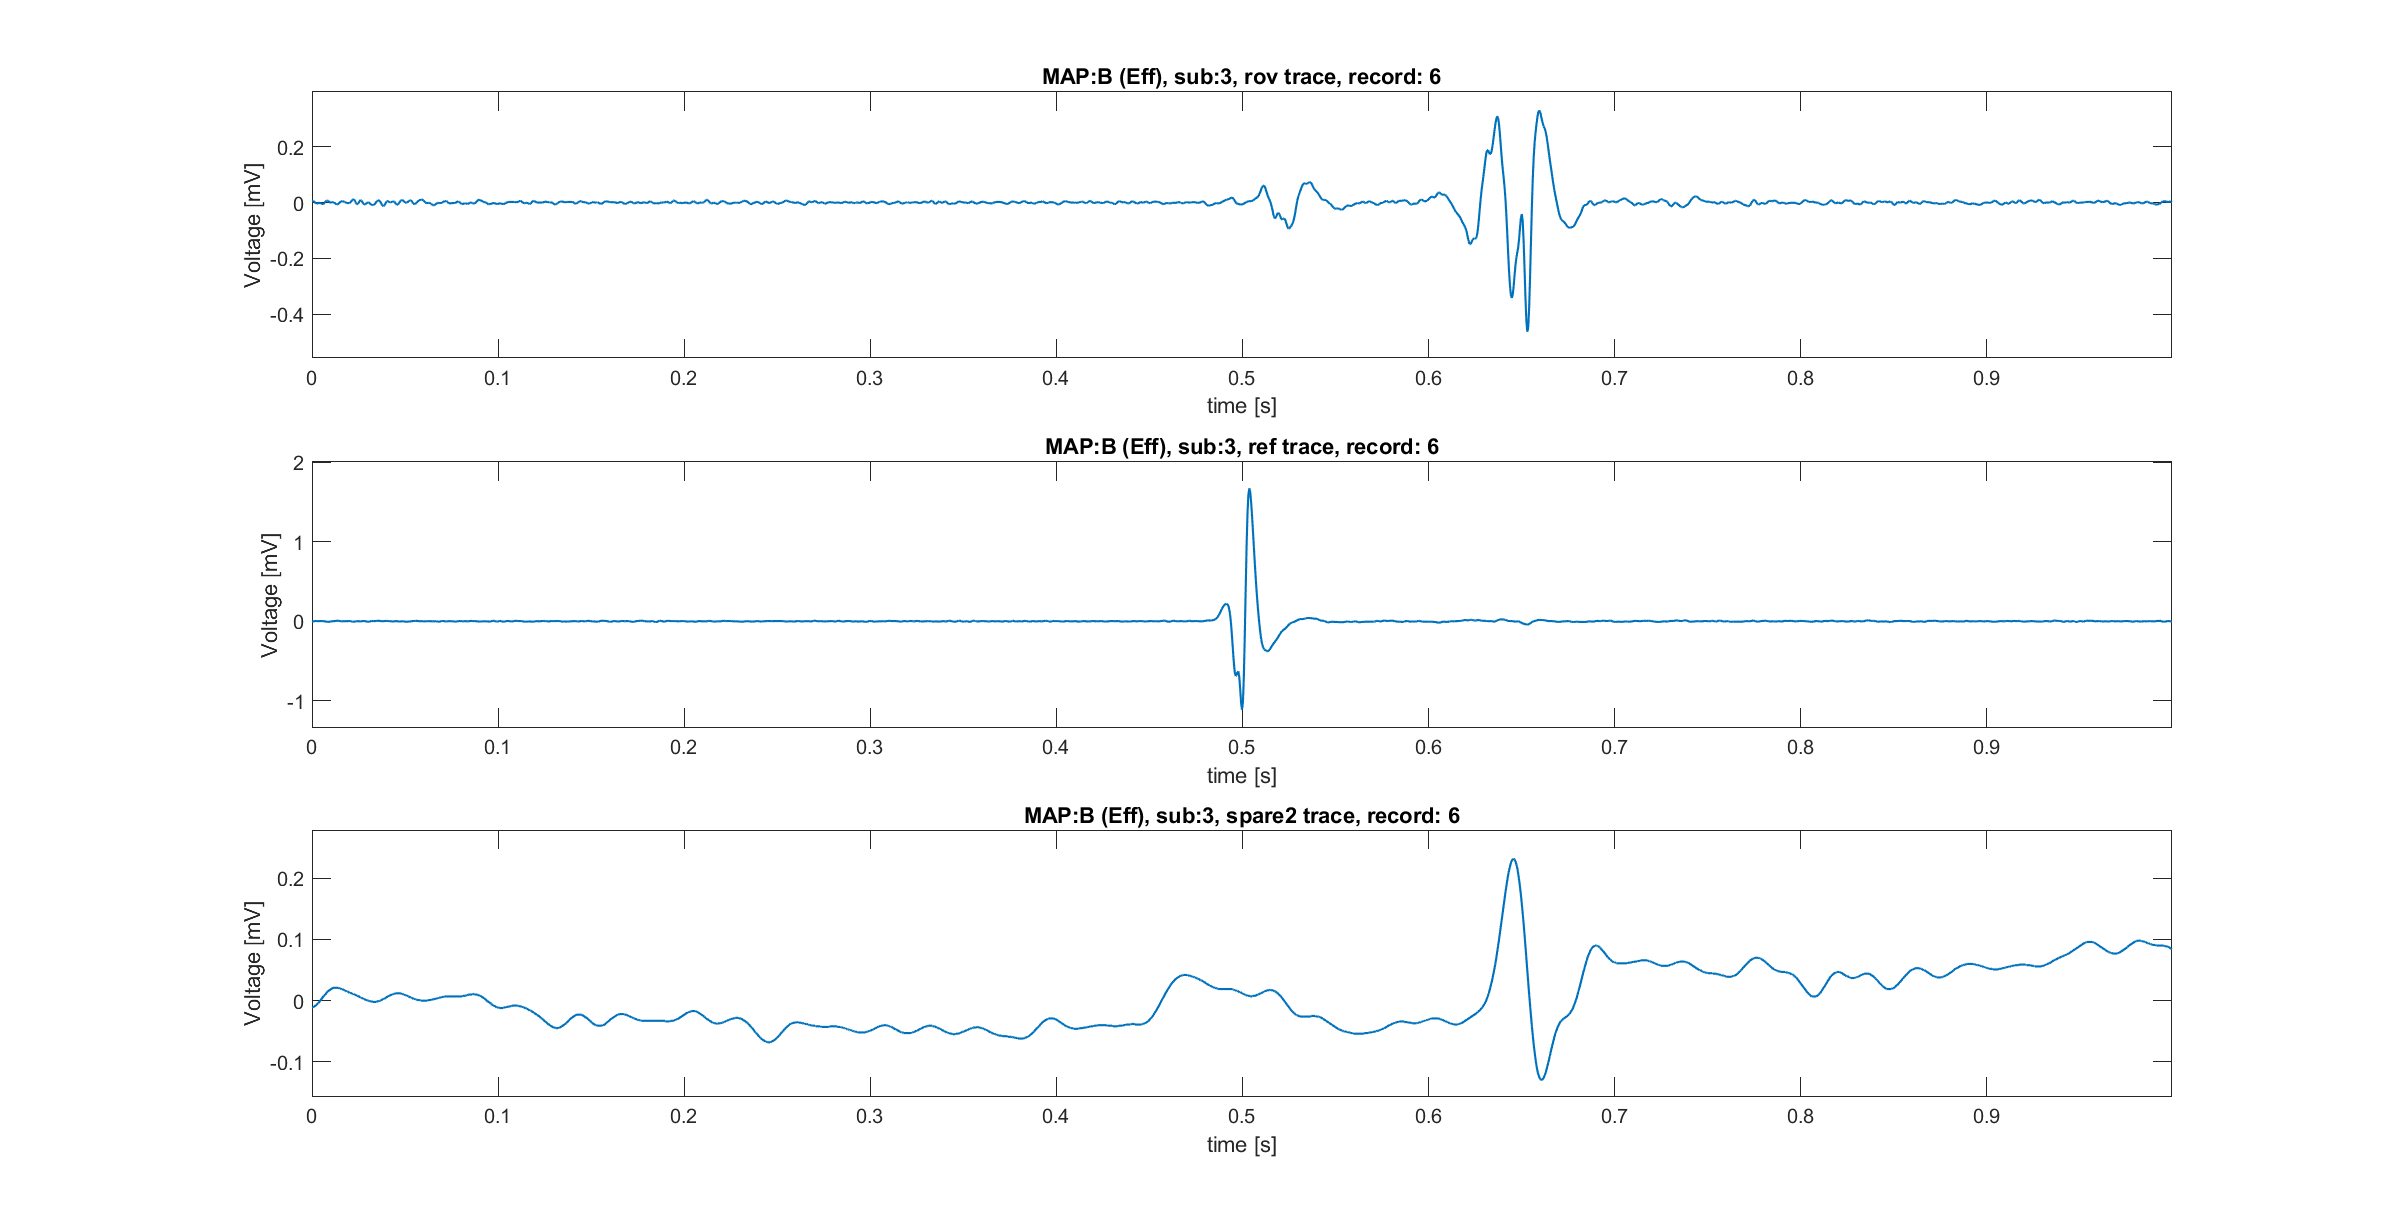 MAP:B (Eff), sub:3, rov trace, record: 6
Voltage [mV]
0.2
0
-0.2
-0.4
0 0.1 0.2 0.3 0.4 0.5 0.6 0.7 0.8 0.9
time [s]
MAP:B (Eff), sub:3, ref trace, record: 6
Voltage [mV]
2
1
0
-1
0 0.1 0.2 0.3 0.4 0.5 0.6 0.7 0.8 0.9
time [s]
MAP:B (Eff), sub:3, spare2 trace, record: 6
Voltage [mV]
0.2
0.1
0
-0.1
0 0.1 0.2 0.3 0.4 0.5 0.6 0.7 0.8 0.9
time [s]